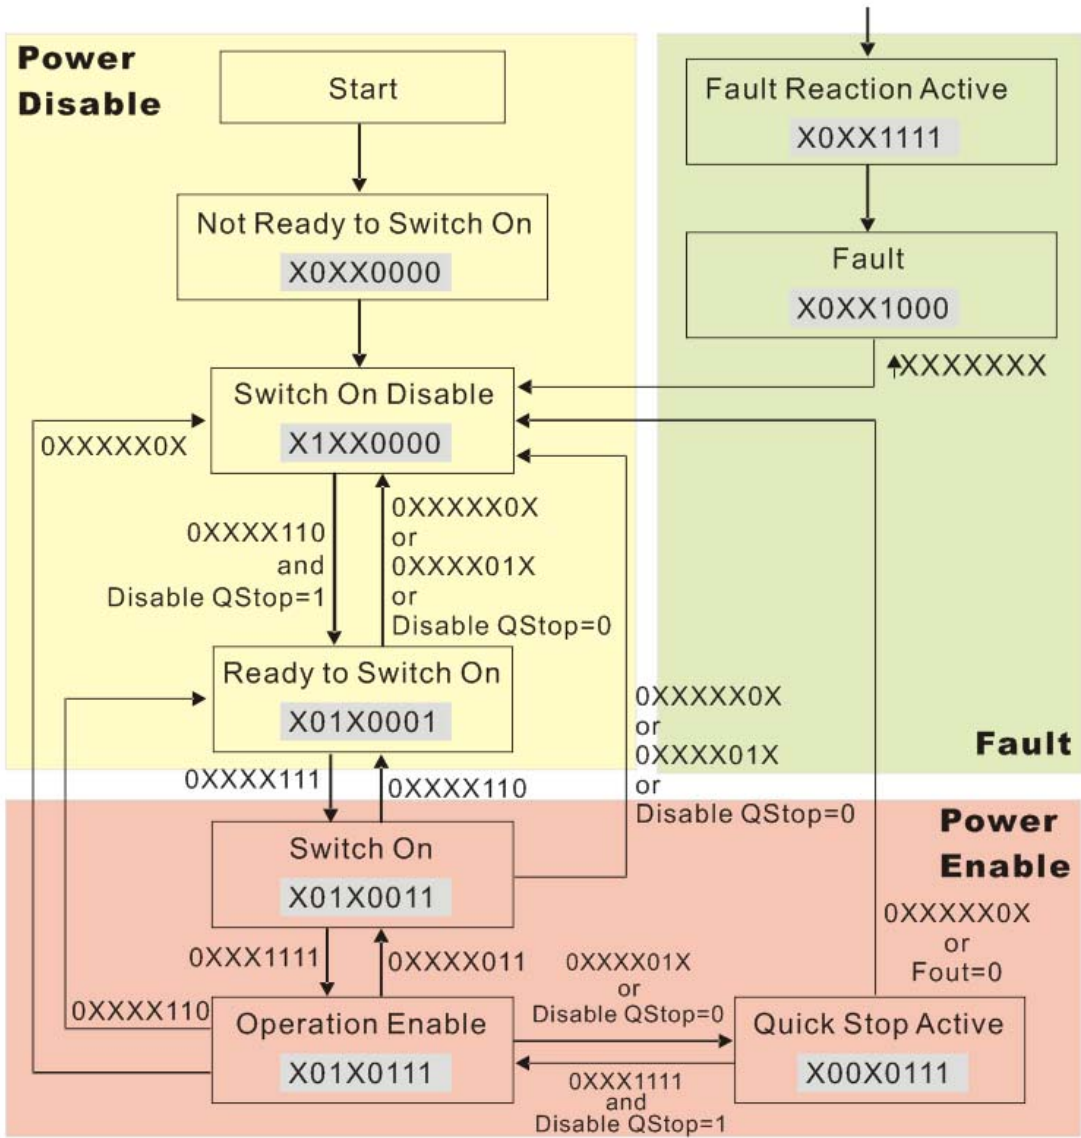 Power
Disable
Start
Not Ready to Switch On
X0XX0000
Switch On Disable
X1XX0000
0XXXXX0X
0XXXX110
and
Disable QStop=1
0XXXXX0X
or
0XXXX01X
or
Disable QStop=0
Ready to Switch On
X01X0001
0XXXX111
0XXXX110
Fault Reaction Active
X0XX1111
Fault
X0XX1000
XXXXXXX
Fault
0XXXXX0X
or
0XXXX01X
or
Disable QStop=0
Power
Enable
Switch On
X01X0011
0XXX1111
0XXXX011
0XXXX110
Operation Enable
X01X0111
0XXXX01X
or
Disable QStop=0
0XXX1111
and
Disable QStop=1
0XXXXX0X
or
Fout=0
Quick Stop Active
X00X0111